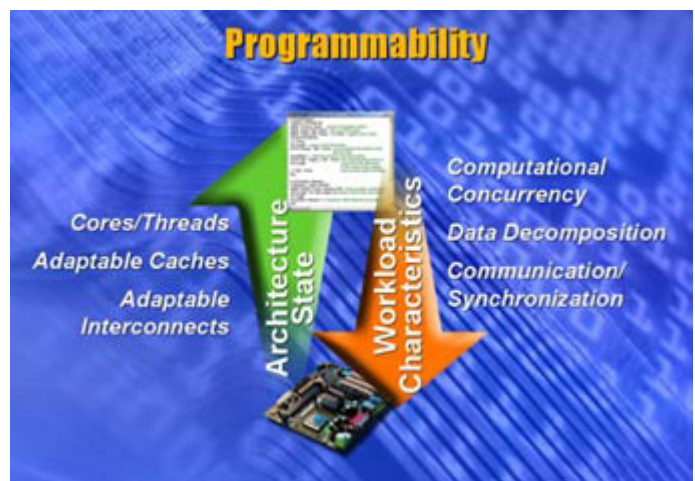 Programmability
Cores/Threads
Adaptable Caches
Adaptable
Interconnects
Architecture
State
Workload
Characteristics
Computational
Concurrency
Data Decomposition
Communication/
Synchronization